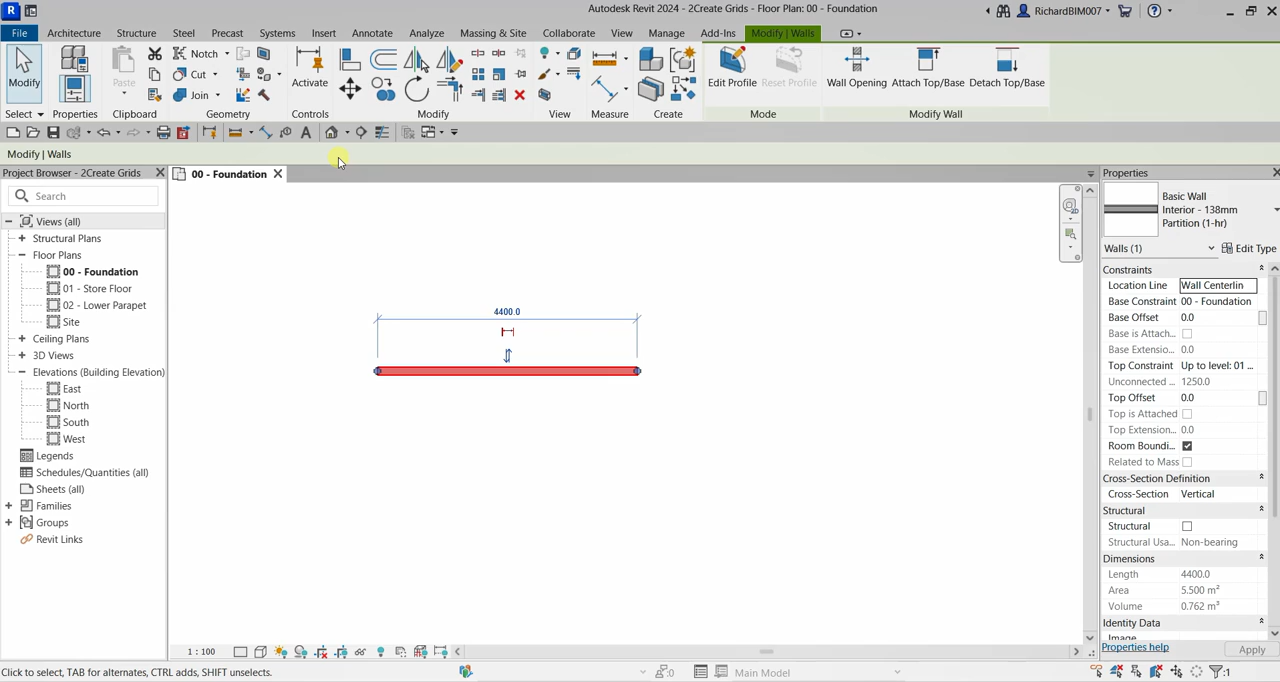 Autodesk Revit 2024 - 2Create Grids - Floor Plan: 00 - Foundation
RichardBIM007
File
Architecture
Structure
Steel
Precast
Systems
Insert
Annotate
Analyze
Massing & Site
Collaborate
View
Manage
Add-Ins
Modify | Walls
Modify
Paste
Notch
Cut
Join
Activate
Edit Profile
Reset Profile
Wall Opening
Attach Top/Base
Detach Top/Base
Select
Properties
Clipboard
Geometry
Controls
Modify
View
Measure
Create
Mode
Modify Wall
Modify | Walls
Project Browser - 2Create Grids
Search
Views (all)
Structural Plans
Floor Plans
00 - Foundation
01 - Store Floor
02 - Lower Parapet
Site
Ceiling Plans
3D Views
Elevations (Building Elevation)
East
North
South
West
Legends
Schedules/Quantities (all)
Sheets (all)
Families
Groups
Revit Links
00 - Foundation
4400.0
1 : 100
Properties
Basic Wall
Interior - 138mm
Partition (1-hr)
Walls (1)
Edit Type
Constraints
Location Line Wall Centerlin
Base Constraint 00 - Foundation
Base Offset 0.0
Base is Attach...
Base Extensio... 0.0
Top Constraint Up to level: 01 ...
Unconnected ... 1250.0
Top Offset 0.0
Top is Attached
Top Extension... 0.0
Room Boundi...
Related to Mass
Cross-Section Definition
Cross-Section Vertical
Structural
Structural
Structural Usa... Non-bearing
Dimensions
Length 4400.0
Area 5.500 m²
Volume 0.762 m³
Identity Data
Image
Properties help
Apply
Click to select, TAB for alternates, CTRL adds, SHIFT unselects.
:0
Main Model
:1